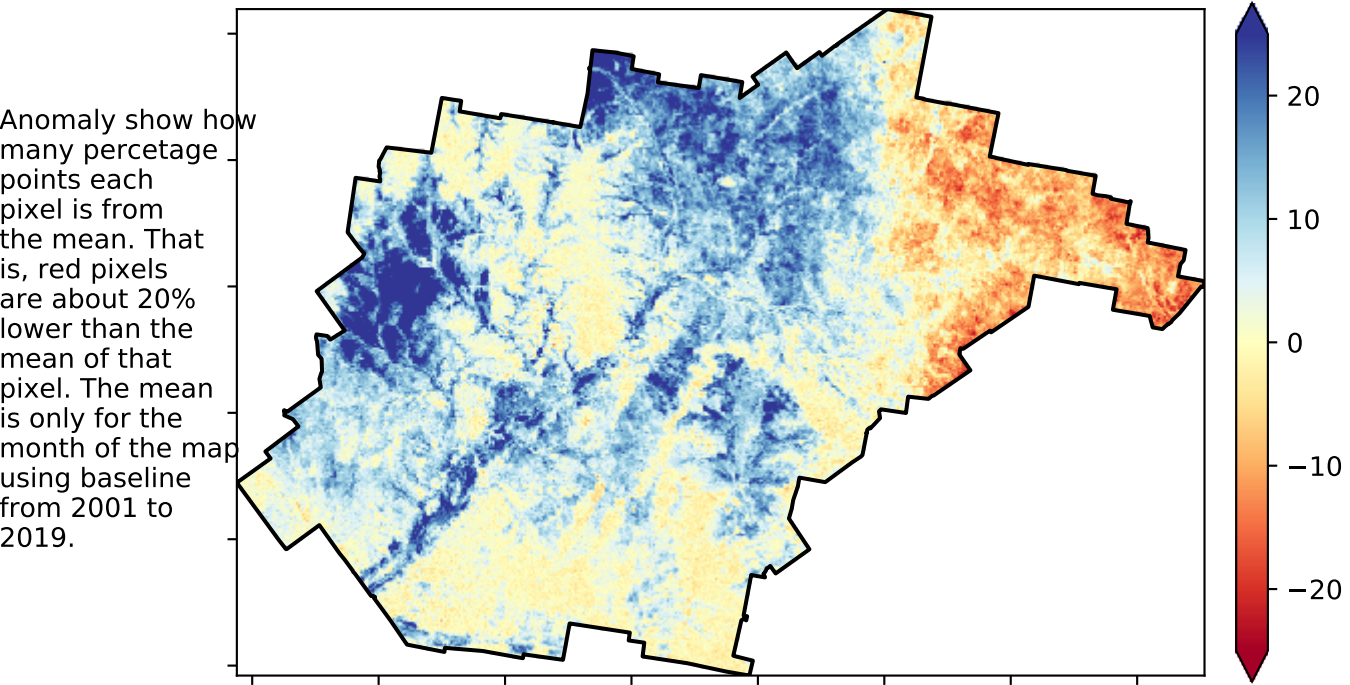 Anomaly show how
many percetage
points each
pixel is from
the mean. That
is, red pixels
are about 20%
lower than the
mean of that
pixel. The mean
is only for the
month of the map
using baseline
from 2001 to
2019.
20
10
0
−10
−20